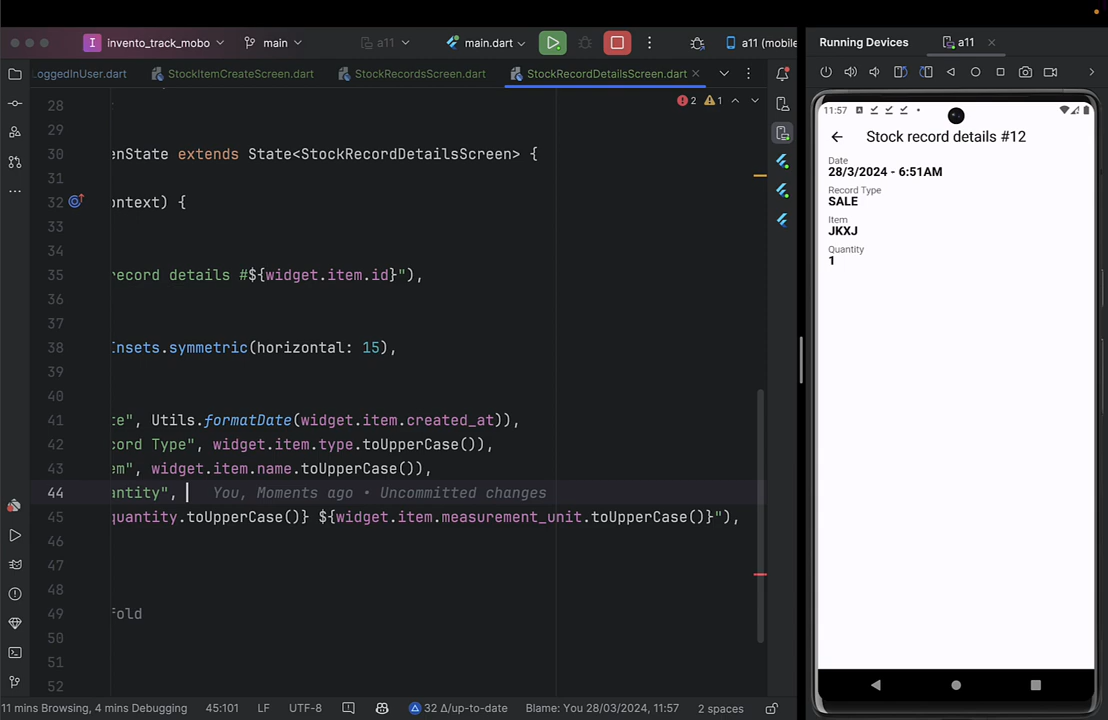 invento_track_mobo
main
a11
main.dart
a11 (mobile
Running Devices
a11
LoggedInUser.dart
StockItemCreateScreen.dart
StockRecordsScreen.dart
StockRecordDetailsScreen.dart
2
1
28
29
30 enState extends State<StockRecordDetailsScreen> {
31
32 ontext) {
33
34
35 record details #${widget.item.id}"),
36
37
38 Insets.symmetric(horizontal: 15),
39
40
41 te", Utils.formatDate(widget.item.created_at)),
42 cord Type", widget.item.type.toUpperCase()),
43 em", widget.item.name.toUpperCase()),
44 antity", You, Moments ago • Uncommitted changes
45 quantity.toUpperCase()} ${widget.item.measurement_unit.toUpperCase()}"),
46
47
48
49 fold
50
51
52
11:57
Stock record details #12
Date
28/3/2024 - 6:51AM
Record Type
SALE
Item
JKXJ
Quantity
1
11 mins Browsing, 4 mins Debugging
45:101
LF
UTF-8
32 Δ/up-to-date
Blame: You 28/03/2024, 11:57
2 spaces